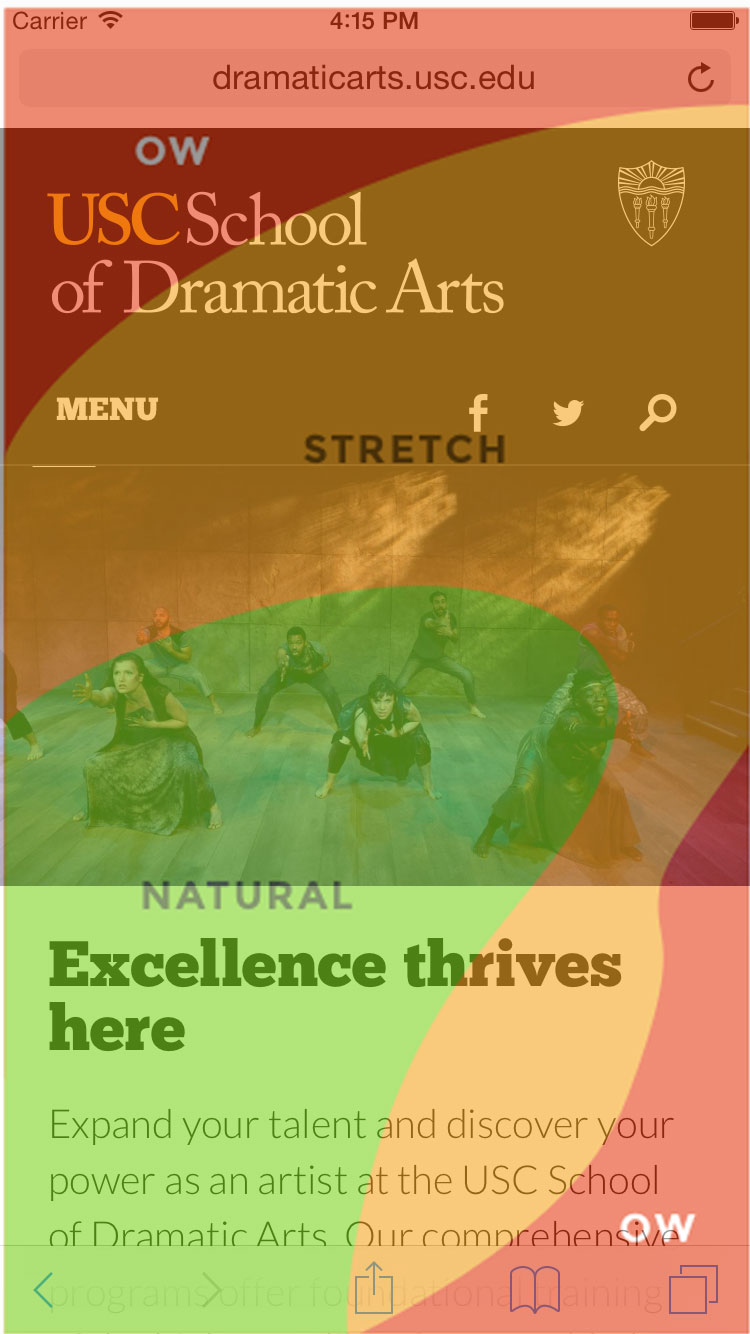 Carrier 4:15 PM
dramaticarts.usc.edu
OW
USC School
of Dramatic Arts
MENU
STRETCH
NATURAL
Excellence thrives
here
Expand your talent and discover your
power as an artist at the USC School
of Dramatic Arts. Our comprehensive
OW
programs offer foundational training